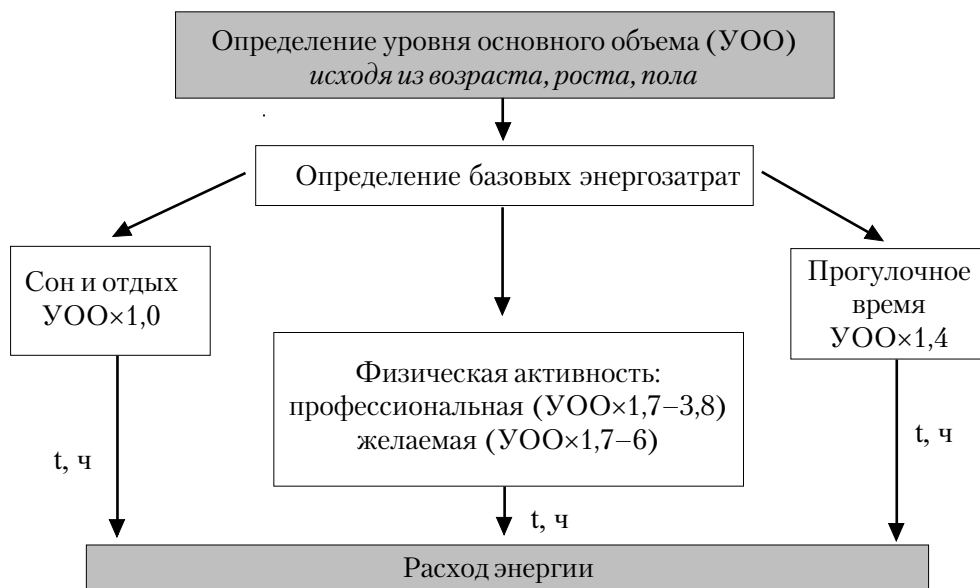 Определение уровня основного объема (УОО)
исходя из возраста, роста, пола
Определение базовых энергозатрат
Сон и отдых
УОО×1,0
Прогулочное
время
УОО×1,4
Физическая активность:
профессиональная (УОО×1,7–3,8)
желаемая (УОО×1,7–6)
t, ч
t, ч
t, ч
Расход энергии